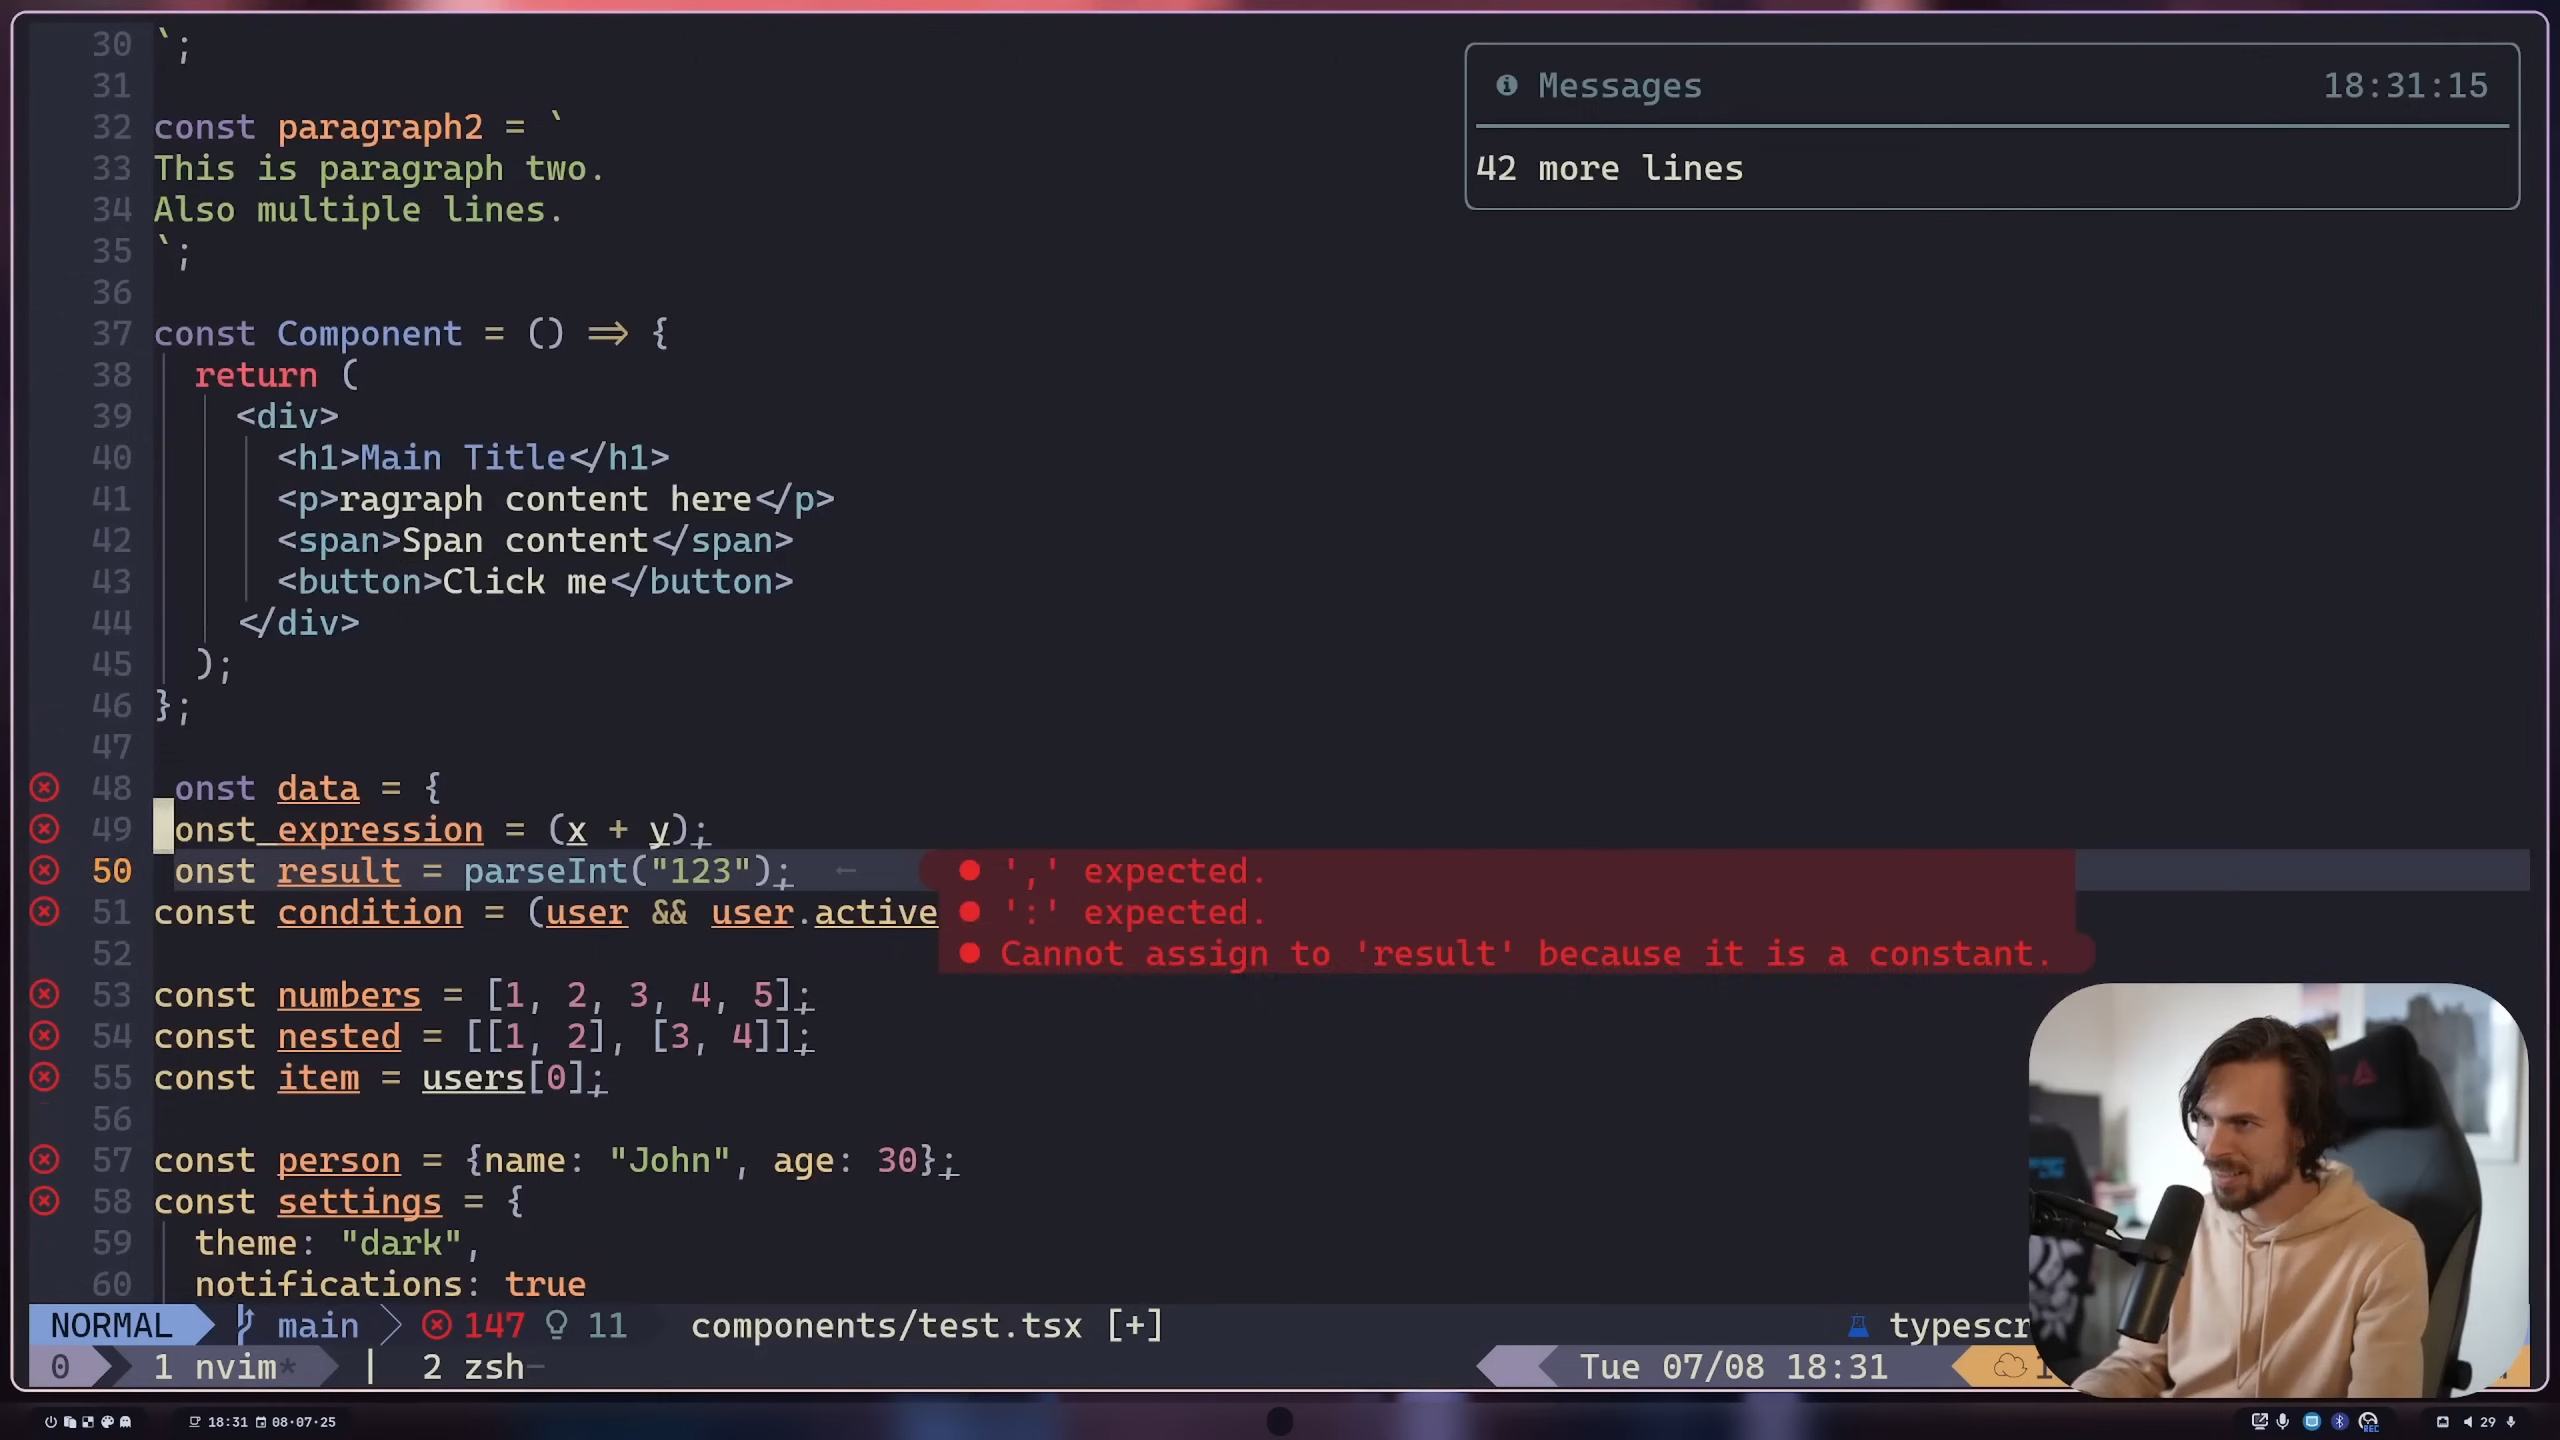 30 `;
31
32 const paragraph2 = `
33 This is paragraph two.
34 Also multiple lines.
35 `;
36
37 const Component = () => {
38 return (
39 <div>
40 <h1>Main Title</h1>
41 <p>ragraph content here</p>
42 <span>Span content</span>
43 <button>Click me</button>
44 </div>
45 );
46 };
47
48 onst data = {
49 onst expression = (x + y);
50 onst result = parseInt("123"); ←
51 const condition = (user && user.active
52
53 const numbers = [1, 2, 3, 4, 5];
54 const nested = [[1, 2], [3, 4]];
55 const item = users[0];
56
57 const person = {name: "John", age: 30};
58 const settings = {
59 theme: "dark",
60 notifications: true
Messages 18:31:15
42 more lines
',' expected.
':' expected.
Cannot assign to 'result' because it is a constant.
NORMAL main 147 11 components/test.tsx [+] typescr
0 1 nvim* | 2 zsh- Tue 07/08 18:31 1
18:31 08·07·25 REC 29